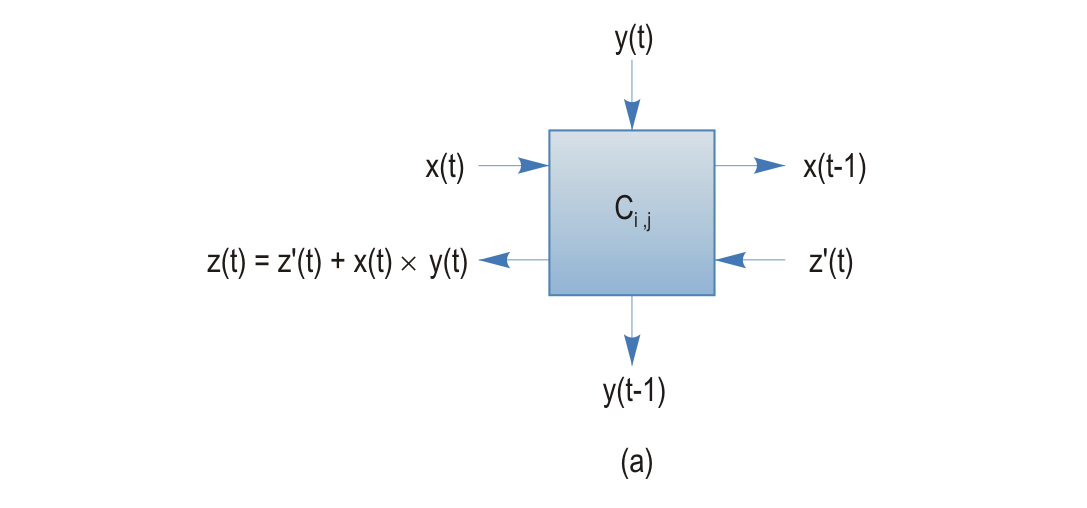 y(t)
x(t)
x(t-1)
C i ,j
z(t) = z'(t) + x(t) × y(t)
z'(t)
y(t-1)
(a)